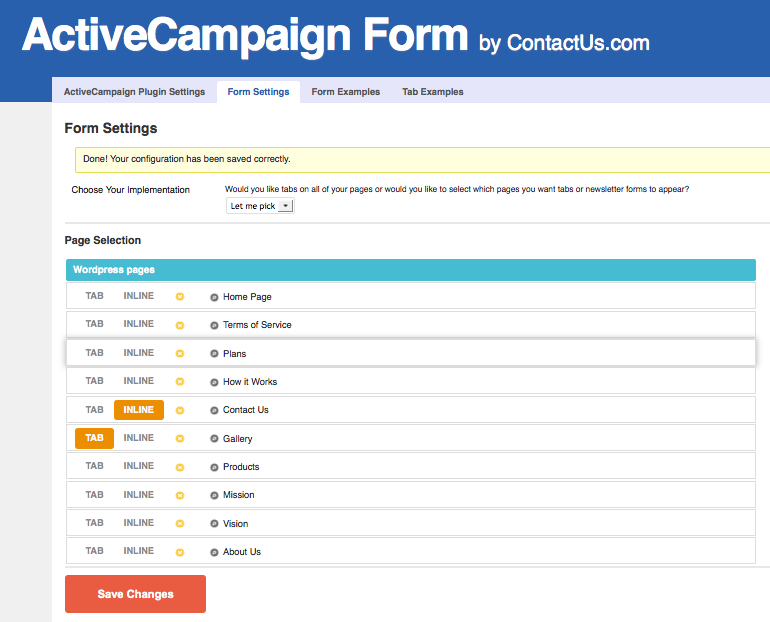 ActiveCampaign Form by ContactUs.com
ActiveCampaign Plugin Settings Form Settings Form Examples Tab Examples
Form Settings
Done! Your configuration has been saved correctly.
Choose Your Implementation Would you like tabs on all of your pages or would you like to select which pages you want tabs or newsletter forms to appear?
Let me pick
Page Selection
Wordpress pages
TAB INLINE Home Page
TAB INLINE Terms of Service
TAB INLINE Plans
TAB INLINE How it Works
TAB INLINE Contact Us
TAB INLINE Gallery
TAB INLINE Products
TAB INLINE Mission
TAB INLINE Vision
TAB INLINE About Us
Save Changes